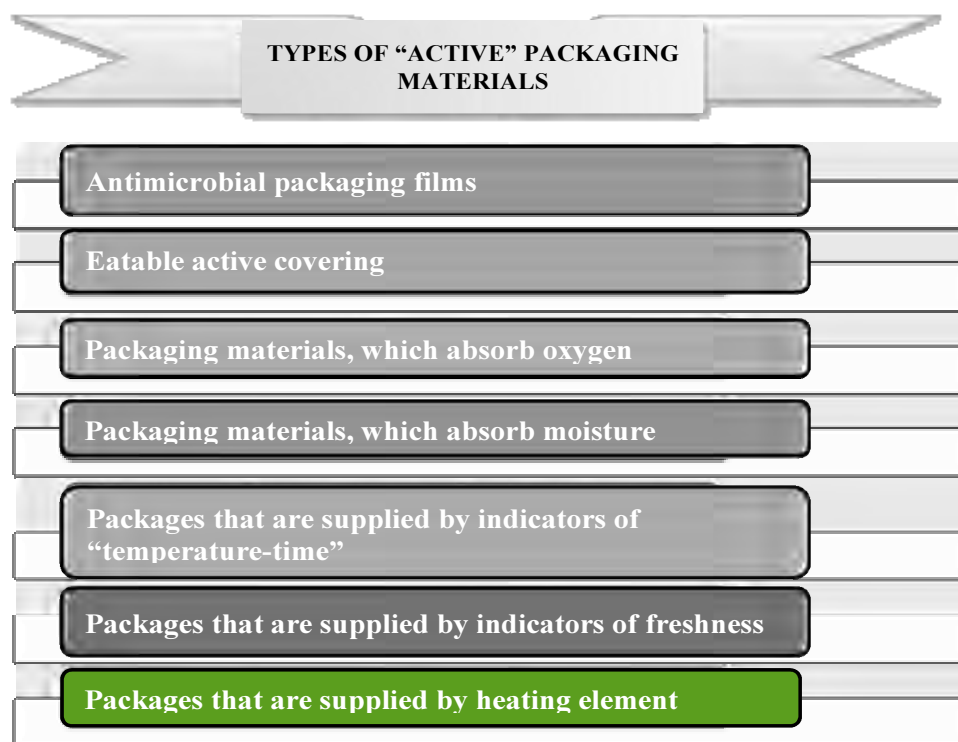 TYPES OF “ACTIVE” PACKAGING
MATERIALS
Antimicrobial packaging films
Eatable active covering
Packaging materials, which absorb oxygen
Packaging materials, which absorb moisture
Packages that are supplied by indicators of
“temperature-time”
Packages that are supplied by indicators of freshness
Packages that are supplied by heating element